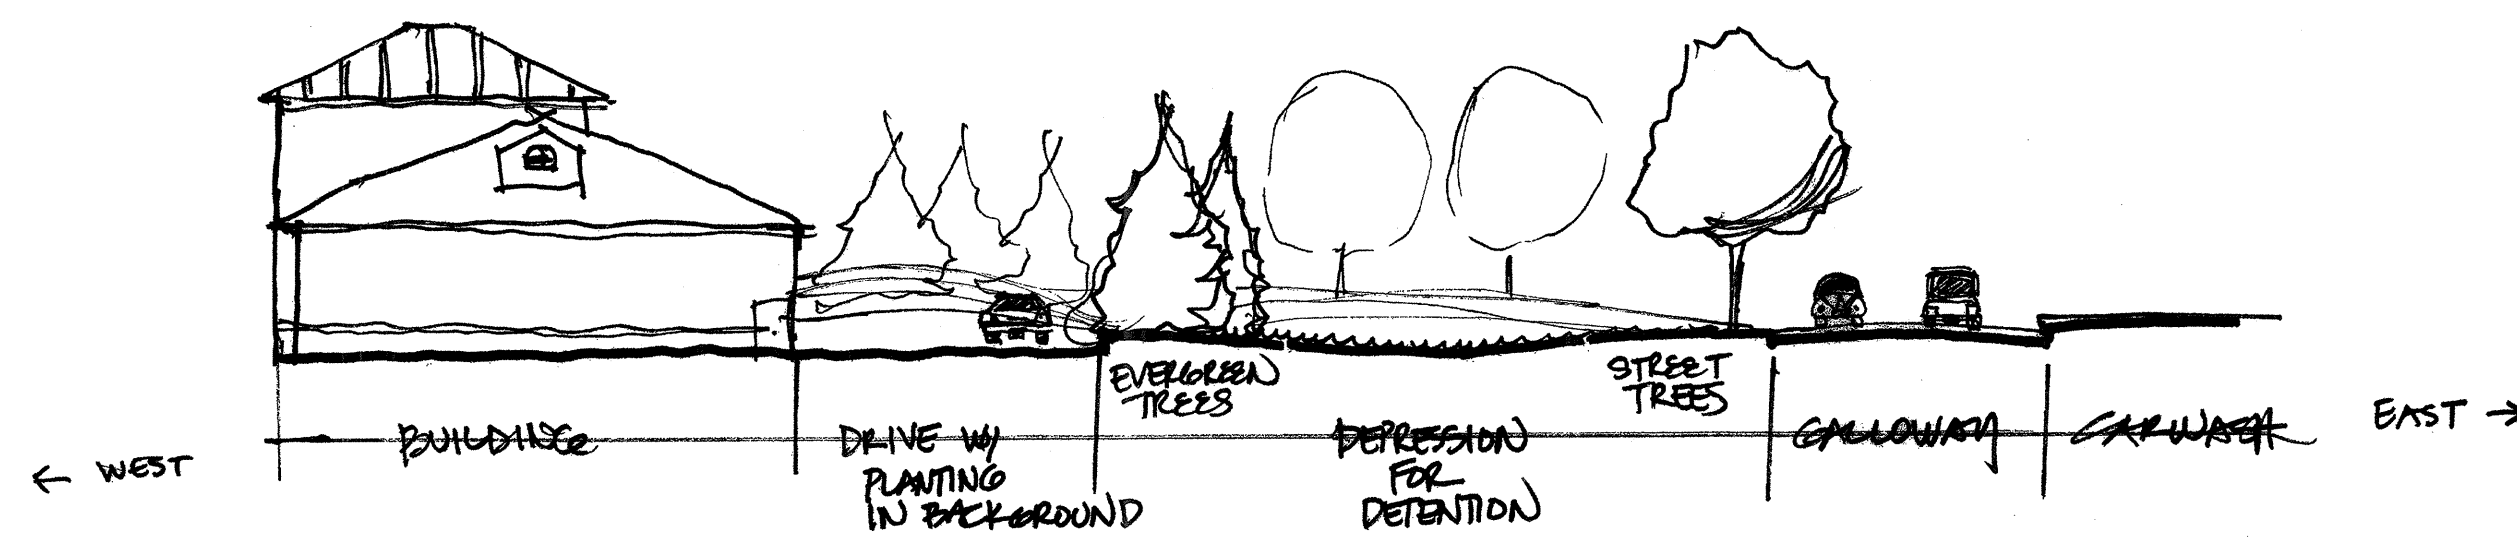 EVERGREEN
TREES
STREET
TREES
← WEST
BUILDING
DRIVE W/
PLANTING
IN BACKGROUND
DEPRESSION
FOR
DETENTION
GALLOWAY
CARWASH
EAST →